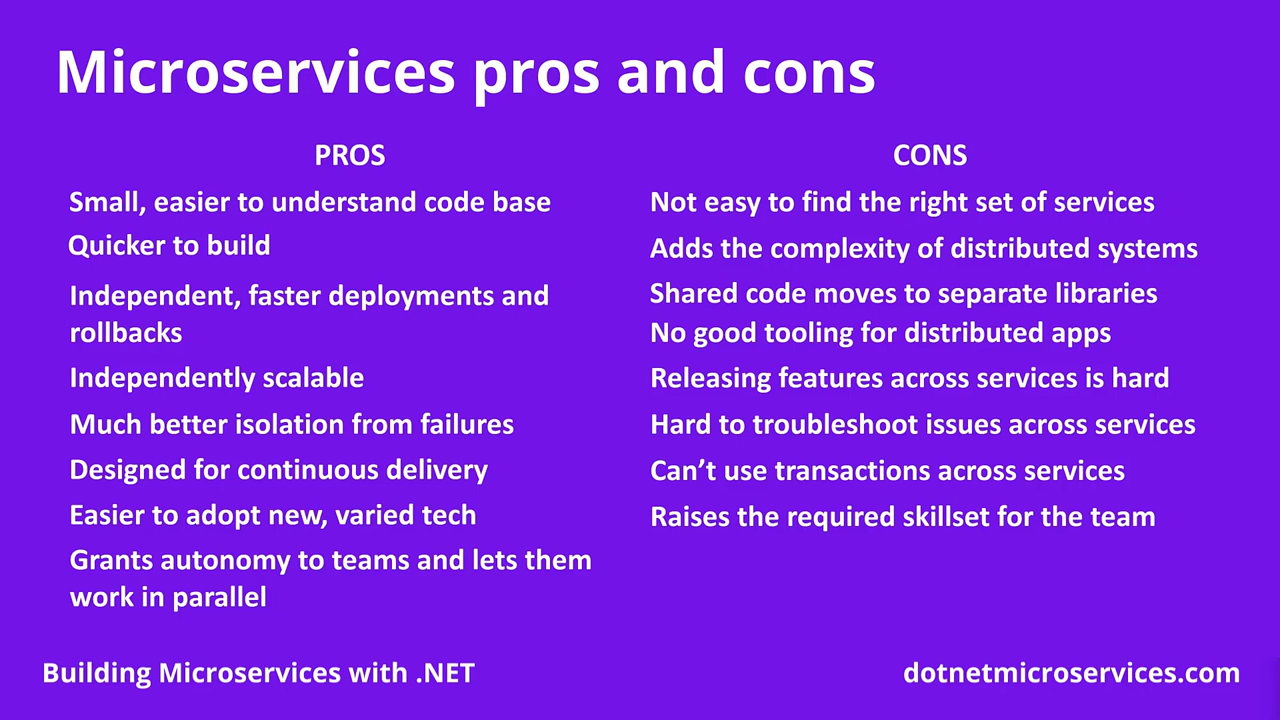 Microservices pros and cons
PROS
Small, easier to understand code base
Quicker to build
Independent, faster deployments and
rollbacks
Independently scalable
Much better isolation from failures
Designed for continuous delivery
Easier to adopt new, varied tech
Grants autonomy to teams and lets them
work in parallel
CONS
Not easy to find the right set of services
Adds the complexity of distributed systems
Shared code moves to separate libraries
No good tooling for distributed apps
Releasing features across services is hard
Hard to troubleshoot issues across services
Can’t use transactions across services
Raises the required skillset for the team
Building Microservices with .NET
dotnetmicroservices.com